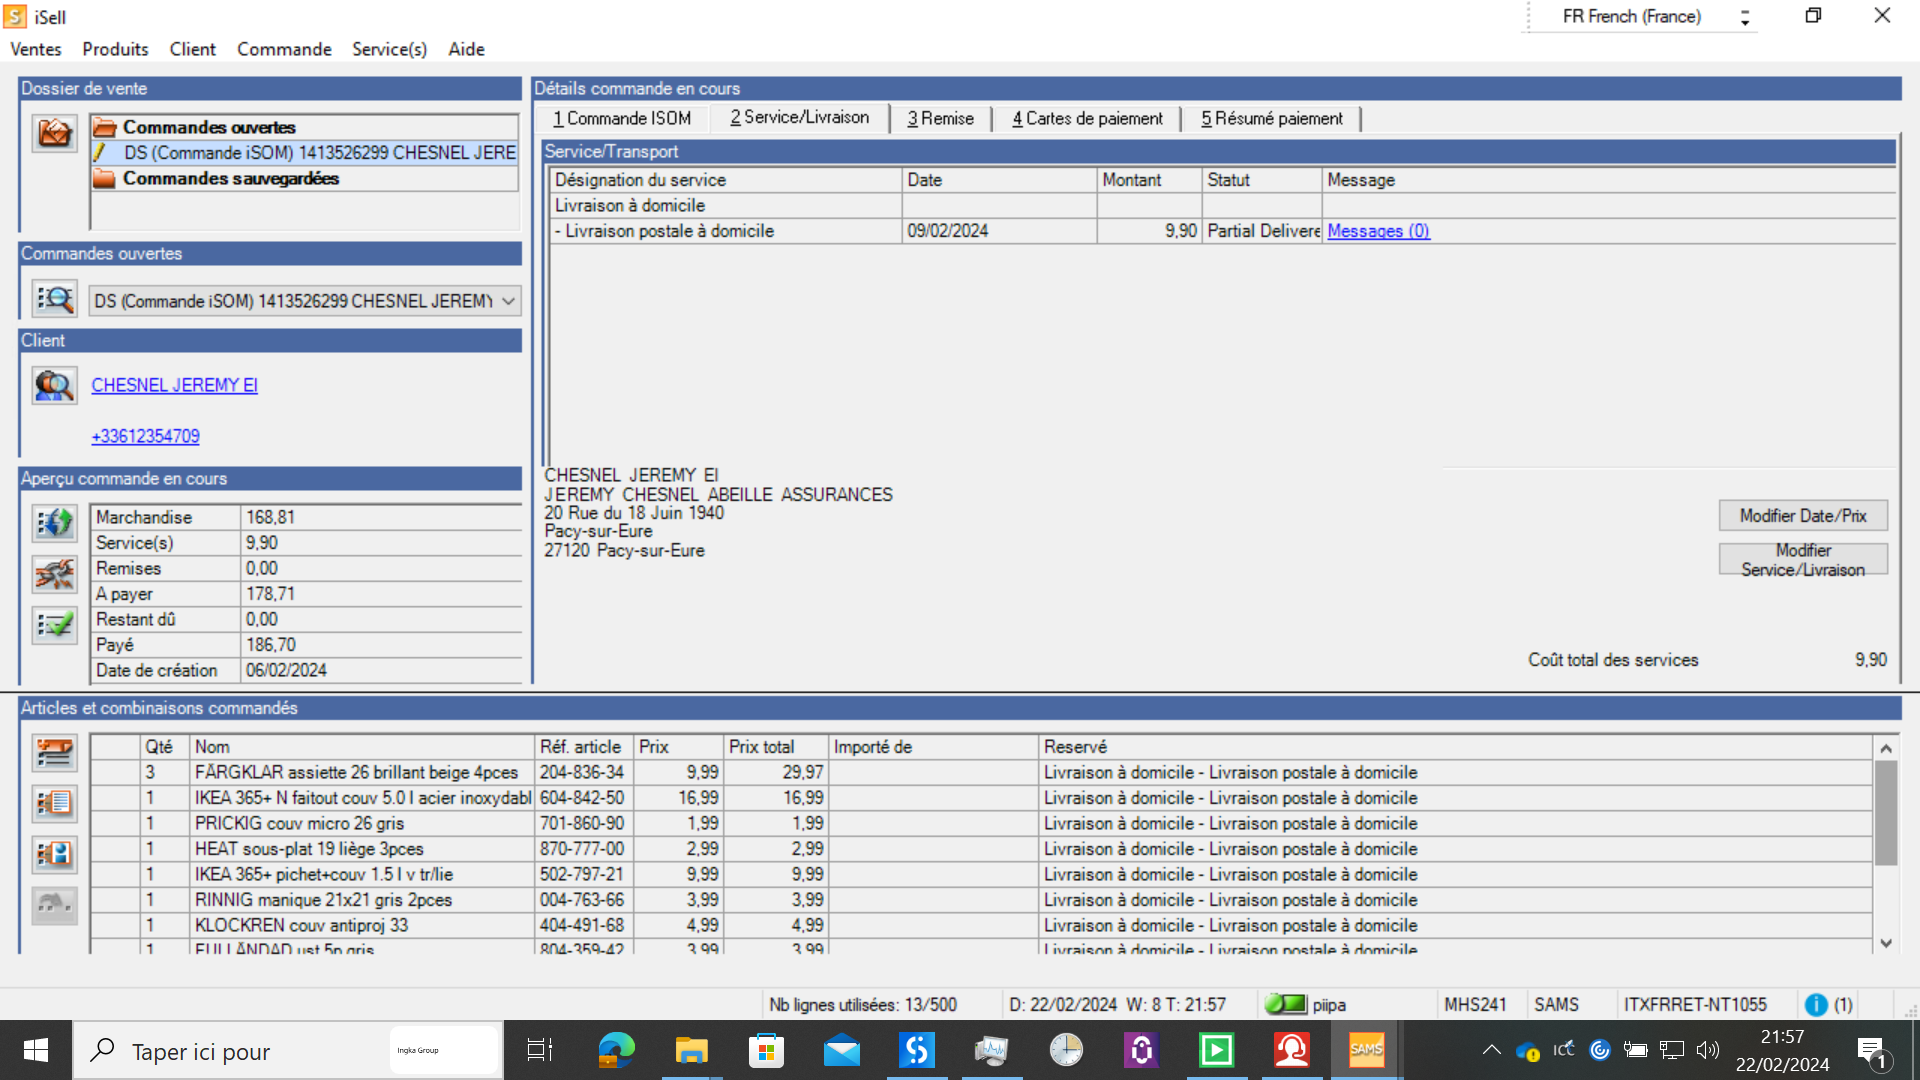 iSell
FR French (France)
Ventes Produits Client Commande Service(s) Aide
Dossier de vente
Commandes ouvertes
DS (Commande iSOM) 1413526299 CHESNEL JERE
Commandes sauvegardées
Commandes ouvertes
DS (Commande iSOM) 1413526299 CHESNEL JEREMY
Client
CHESNEL JEREMY EI
+33612354709
Aperçu commande en cours
Marchandise 168,81
Service(s) 9,90
Remises 0,00
A payer 178,71
Restant dû 0,00
Payé 186,70
Date de création 06/02/2024
Détails commande en cours
1 Commande ISOM 2 Service/Livraison 3 Remise 4 Cartes de paiement 5 Résumé paiement
Service/Transport
Désignation du service Date Montant Statut Message
Livraison à domicile
- Livraison postale à domicile 09/02/2024 9,90 Partial Delivere Messages (0)
CHESNEL JEREMY EI
JEREMY CHESNEL ABEILLE ASSURANCES
20 Rue du 18 Juin 1940
Pacy-sur-Eure
27120 Pacy-sur-Eure
Modifier Date/Prix
Modifier
Service/Livraison
Coût total des services 9,90
Articles et combinaisons commandés
Qté Nom Réf. article Prix Prix total Importé de Reservé
3 FÄRGKLAR assiette 26 brillant beige 4pces 204-836-34 9,99 29,97 Livraison à domicile - Livraison postale à domicile
1 IKEA 365+ N faitout couv 5.0 l acier inoxydabl 604-842-50 16,99 16,99 Livraison à domicile - Livraison postale à domicile
1 PRICKIG couv micro 26 gris 701-860-90 1,99 1,99 Livraison à domicile - Livraison postale à domicile
1 HEAT sous-plat 19 liège 3pces 870-777-00 2,99 2,99 Livraison à domicile - Livraison postale à domicile
1 IKEA 365+ pichet+couv 1.5 l v tr/lie 502-797-21 9,99 9,99 Livraison à domicile - Livraison postale à domicile
1 RINNIG manique 21x21 gris 2pces 004-763-66 3,99 3,99 Livraison à domicile - Livraison postale à domicile
1 KLOCKREN couv antiproj 33 404-491-68 4,99 4,99 Livraison à domicile - Livraison postale à domicile
1 FULLÄNDAD ust 5p gris 804-359-42 3,99 3,99 Livraison à domicile - Livraison postale à domicile
Nb lignes utilisées: 13/500 D: 22/02/2024 W: 8 T: 21:57 piipa MHS241 SAMS ITXFRRET-NT1055 (1)
Taper ici pour Ingka Group SAMS ICC 21:57
22/02/2024 1